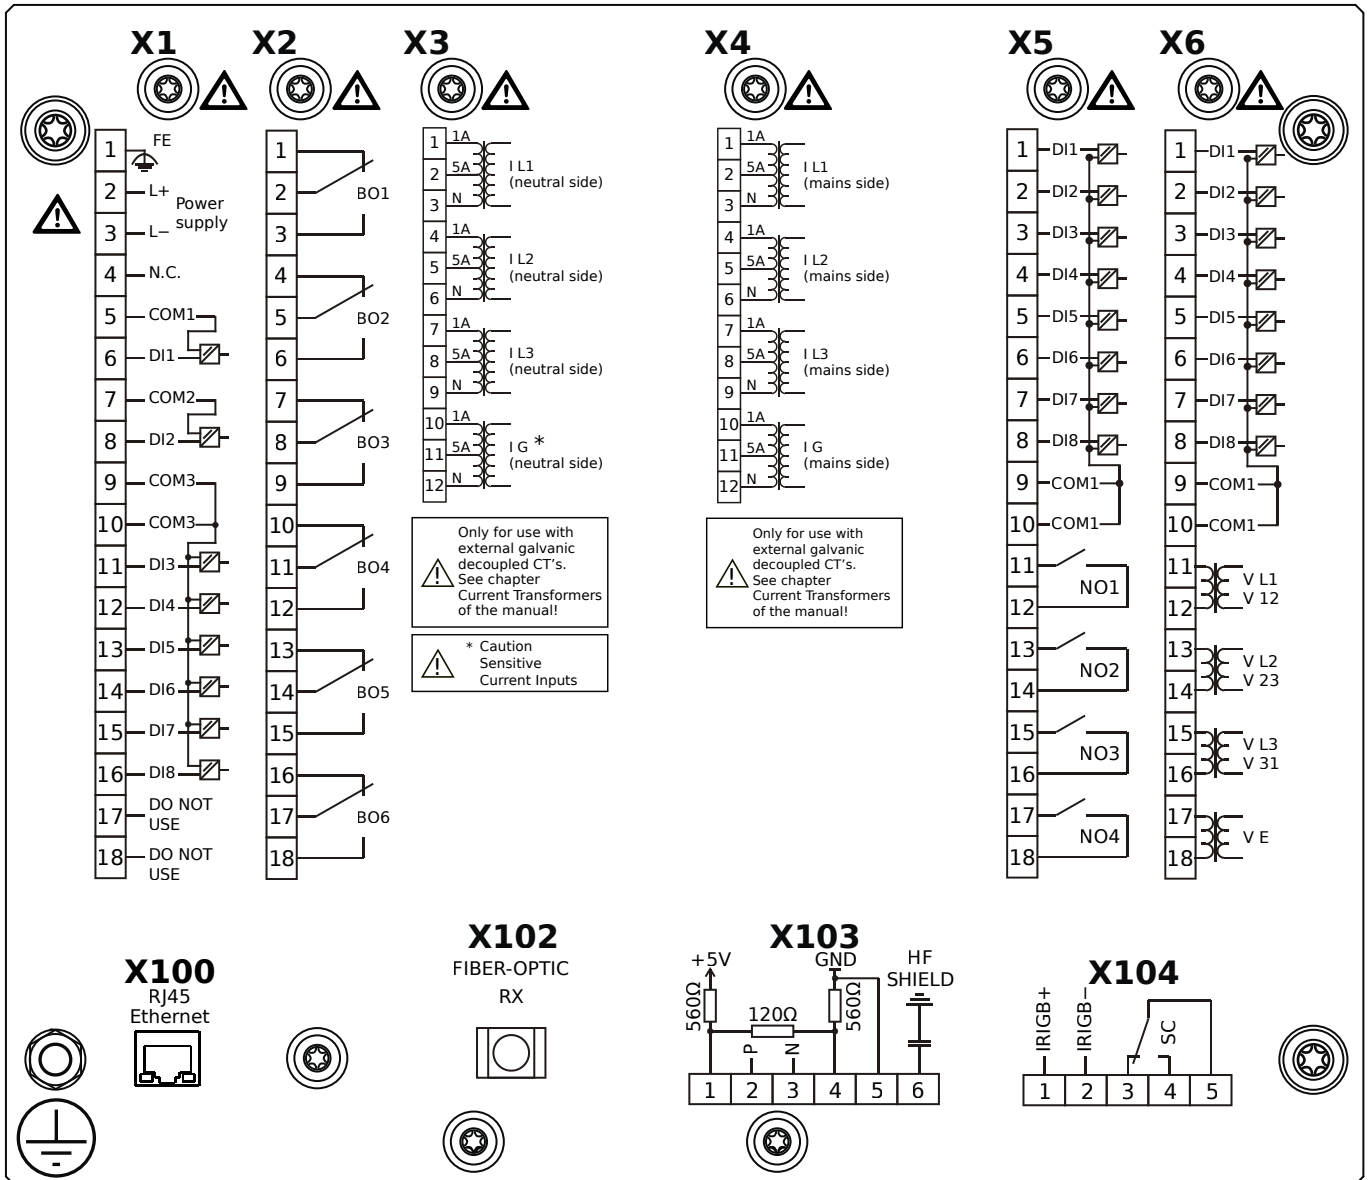 X1
X2
X3
X4
X5
X6
1
FE
2
L+
Power
supply
3
L−
4
N.C.
5
COM1
6
DI1
7
COM2
8
DI2
9
COM3
10
COM3
11
DI3
12
DI4
13
DI5
14
DI6
15
DI7
16
DI8
17
DO NOT
USE
18
DO NOT
USE
1
2
3
BO1
4
5
6
BO2
7
8
9
BO3
10
11
12
BO4
13
14
15
BO5
16
17
18
BO6
1
1A
2
5A
3
N
I L1
(neutral side)
4
1A
5
5A
6
N
I L2
(neutral side)
7
1A
8
5A
9
N
I L3
(neutral side)
10
1A
11
5A
12
N
I G *
(neutral side)
Only for use with
external galvanic
decoupled CT’s.
See chapter
Current Transformers
of the manual!
* Caution
Sensitive
Current Inputs
1
1A
2
5A
3
N
I L1
(mains side)
4
1A
5
5A
6
N
I L2
(mains side)
7
1A
8
5A
9
N
I L3
(mains side)
10
1A
11
5A
12
N
I G
(mains side)
Only for use with
external galvanic
decoupled CT’s.
See chapter
Current Transformers
of the manual!
1
DI1
2
DI2
3
DI3
4
DI4
5
DI5
6
DI6
7
DI7
8
DI8
9
COM1
10
COM1
11
12
NO1
13
14
NO2
15
16
NO3
17
18
NO4
1
DI1
2
DI2
3
DI3
4
DI4
5
DI5
6
DI6
7
DI7
8
DI8
9
COM1
10
COM1
11
12
V L1
V 12
13
14
V L2
V 23
15
16
V L3
V 31
17
18
V E
X100
RJ45
Ethernet
X102
FIBER-OPTIC
RX
X103
+5V
GND
HF
SHIELD
560Ω
120Ω
560Ω
P
N
1 2 3 4 5 6
X104
IRIGB+
IRIGB−
SC
1 2 3 4 5